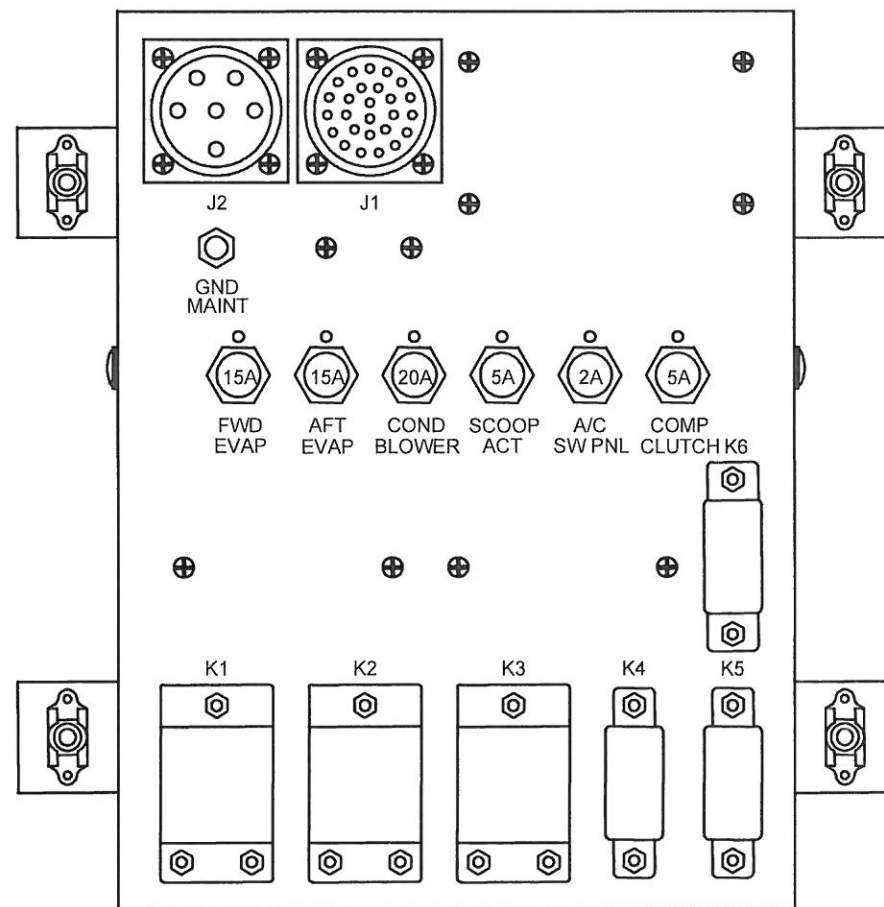 J2 J1
GND
MAINT
15A 15A 20A 5A 2A 5A
FWD AFT COND SCOOP A/C COMP
EVAP EVAP BLOWER ACT SW PNL CLUTCH K6
K1 K2 K3 K4 K5